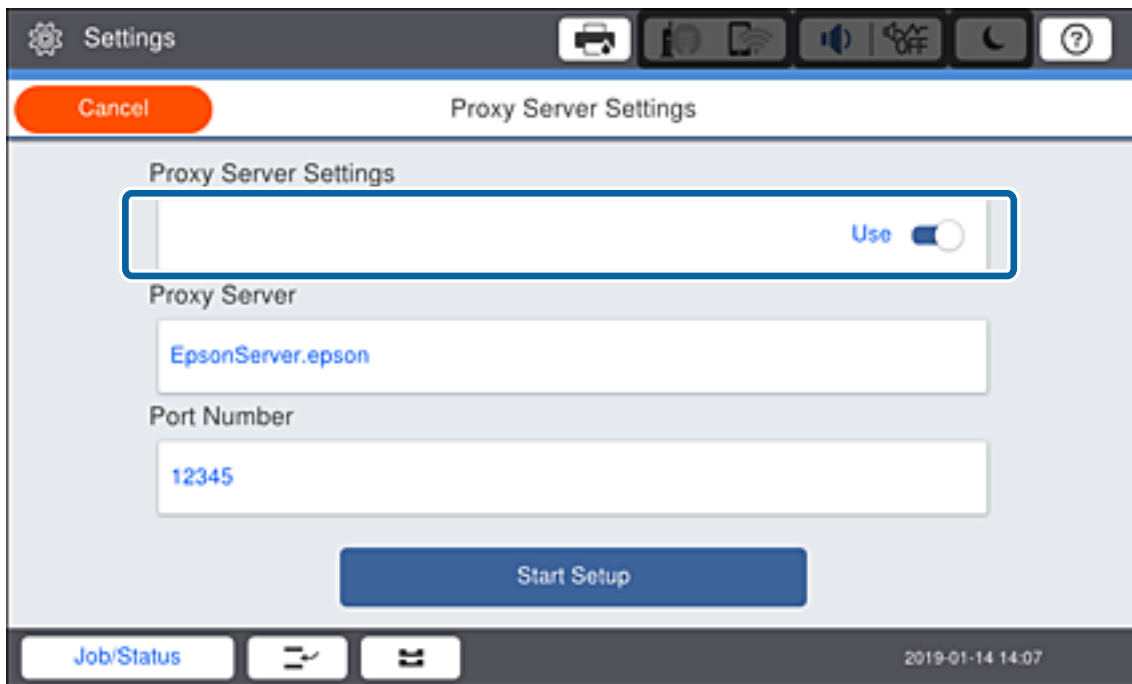 Settings
OFF
?
Cancel
Proxy Server Settings
Proxy Server Settings
Use
Proxy Server
EpsonServer.epson
Port Number
12345
Start Setup
Job/Status
2019-01-14 14:07